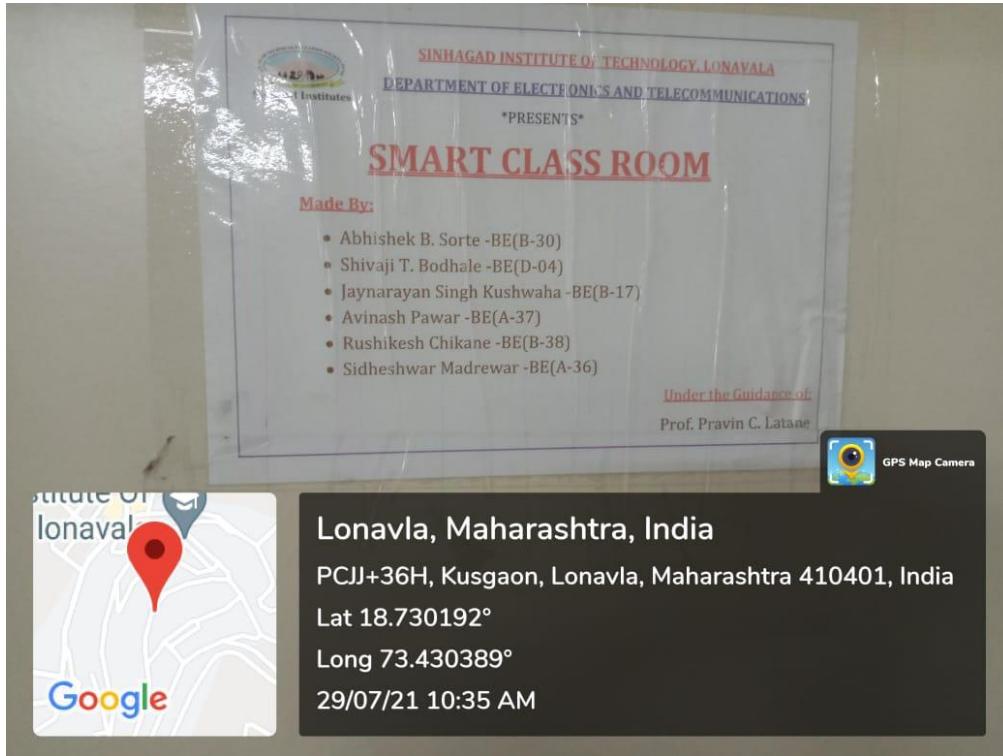 SINHAGAD INSTITUTE OF TECHNOLOGY, LONAVALA
DEPARTMENT OF ELECTRONICS AND TELECOMMUNICATIONS
Institutes
*PRESENTS*
SMART CLASS ROOM
Made By:
• Abhishek B. Sorte -BE(B-30)
• Shivaji T. Bodhale -BE(D-04)
• Jaynarayan Singh Kushwaha -BE(B-17)
• Avinash Pawar -BE(A-37)
• Rushikesh Chikane -BE(B-38)
• Sidheshwar Madrewar -BE(A-36)
Under the Guidance of:
Prof. Pravin C. Latane
GPS Map Camera
lonaval
Google
Lonavla, Maharashtra, India
PCJJ+36H, Kusgaon, Lonavla, Maharashtra 410401, India
Lat 18.730192°
Long 73.430389°
29/07/21 10:35 AM